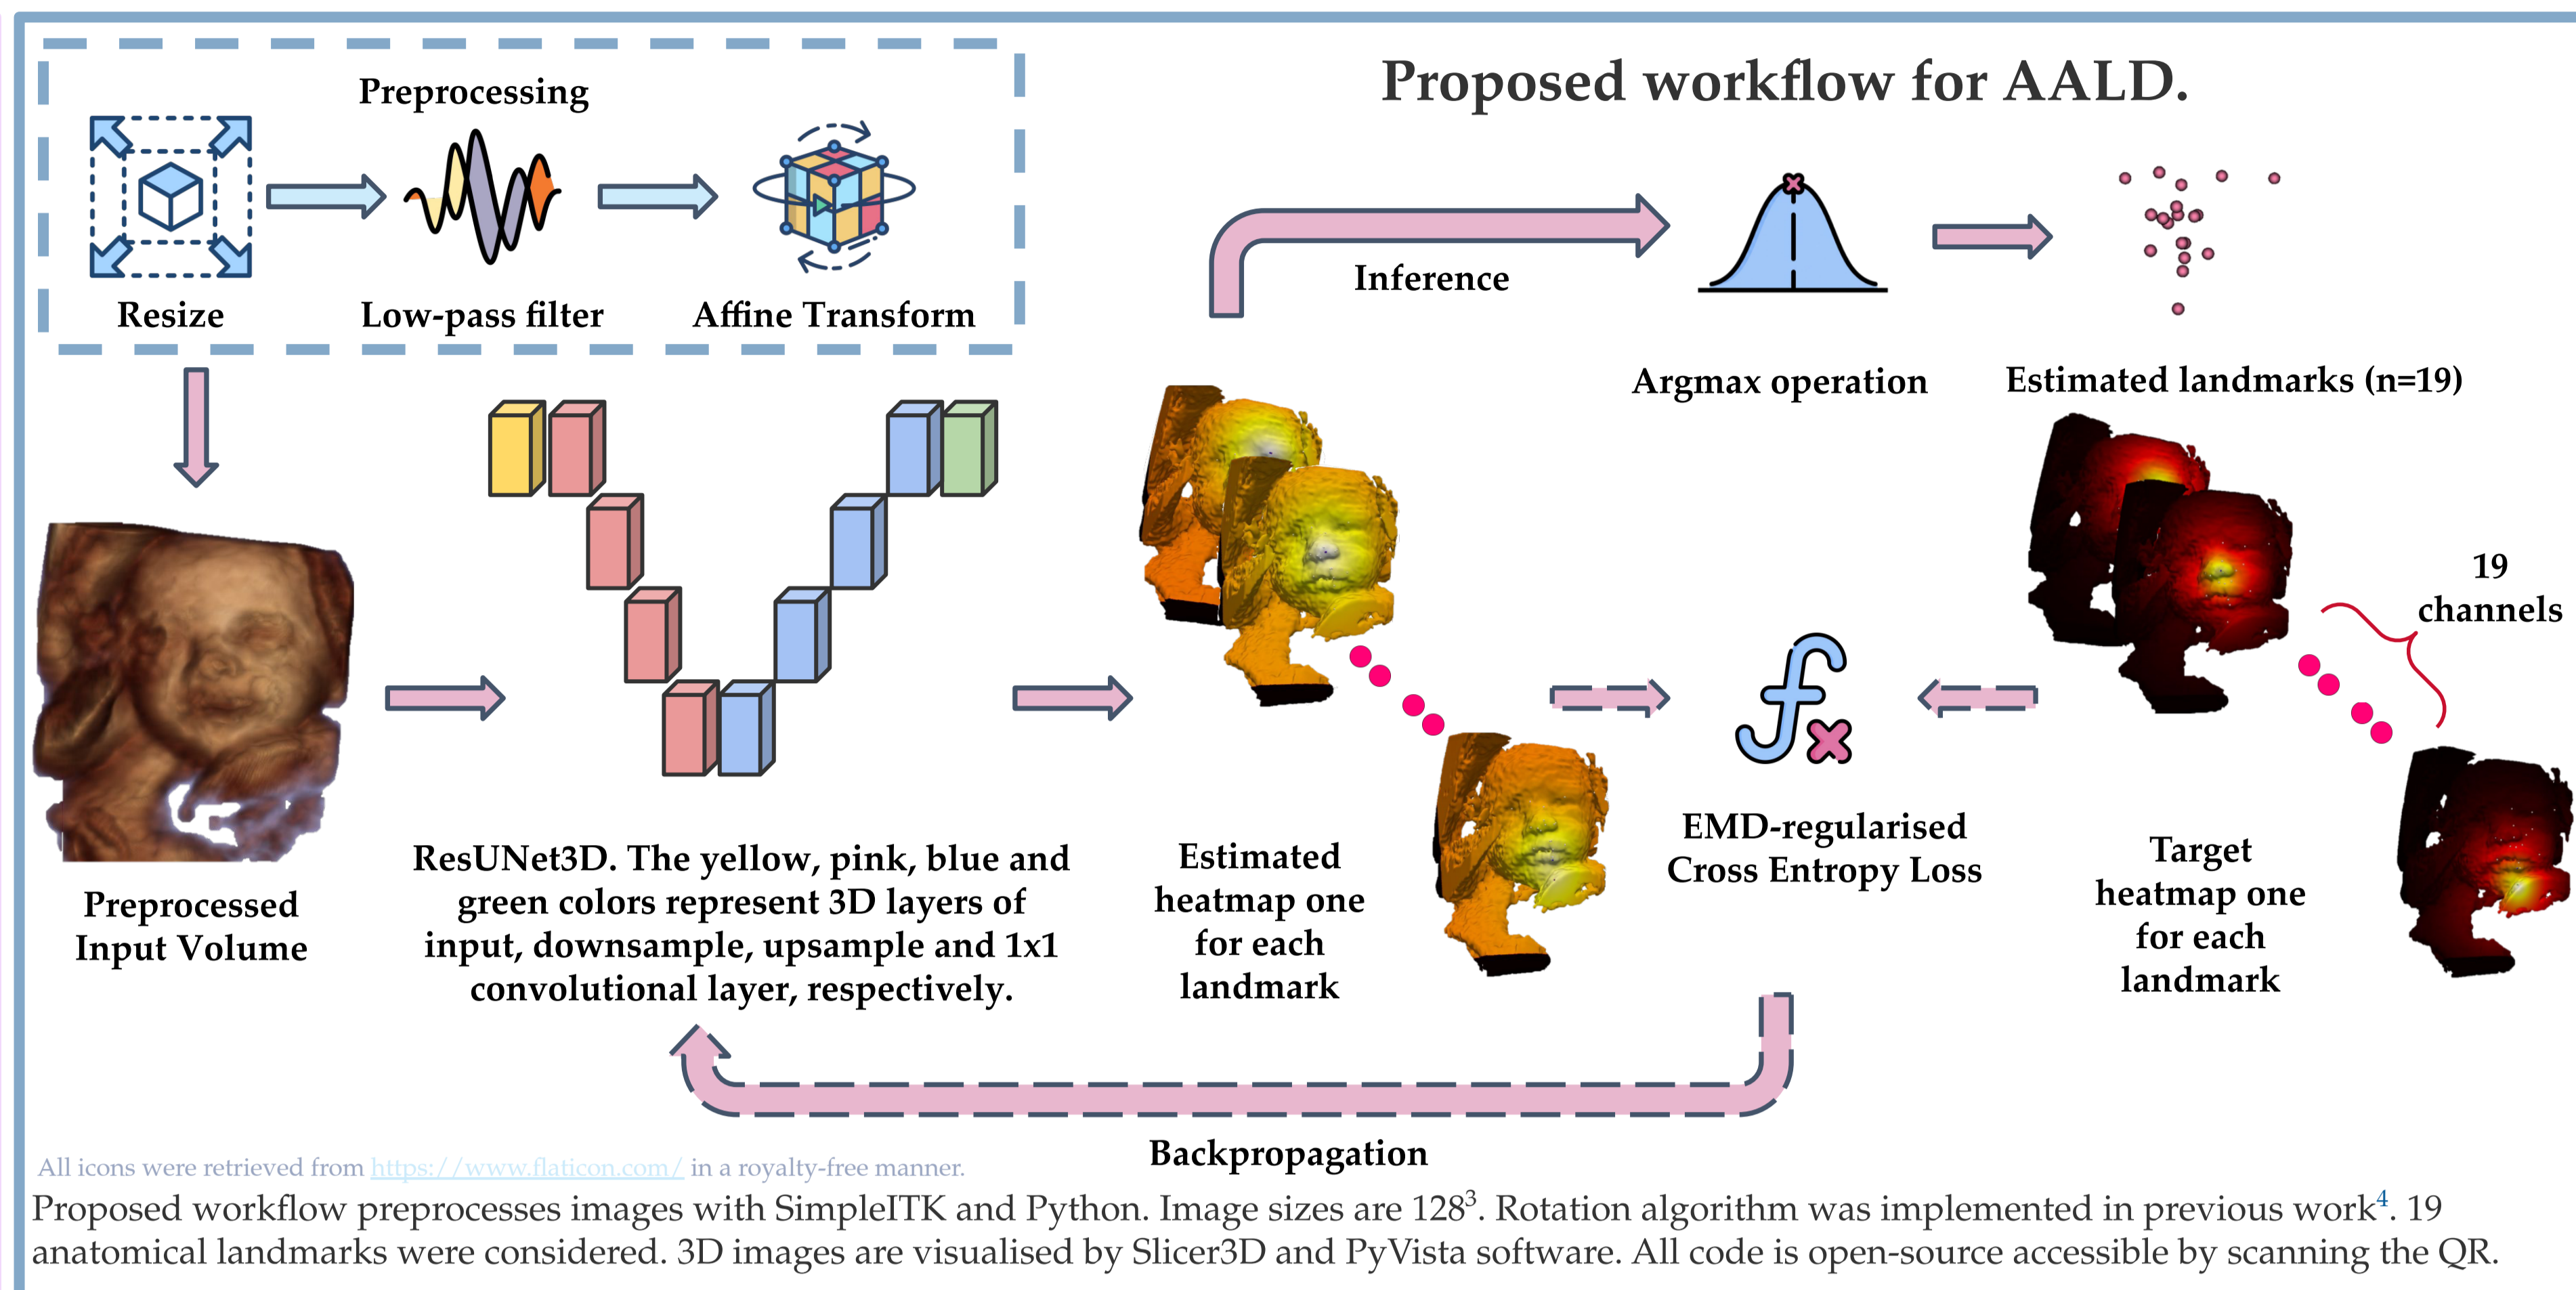 Proposed workflow for AALD.
Preprocessing
Resize
Low-pass filter
Affine Transform
Inference
Argmax operation
Estimated landmarks (n=19)
19
channels
Preprocessed
Input Volume
ResUNet3D. The yellow, pink, blue and
green colors represent 3D layers of
input, downsample, upsample and 1x1
convolutional layer, respectively.
Estimated
heatmap one
for each
landmark
EMD-regularised
Cross Entropy Loss
Target
heatmap one
for each
landmark
Backpropagation
All icons were retrieved from https://www.flaticon.com/ in a royalty-free manner.
Proposed workflow preprocesses images with SimpleITK and Python. Image sizes are 128³. Rotation algorithm was implemented in previous work⁴. 19
anatomical landmarks were considered. 3D images are visualised by Slicer3D and PyVista software. All code is open-source accessible by scanning the QR.